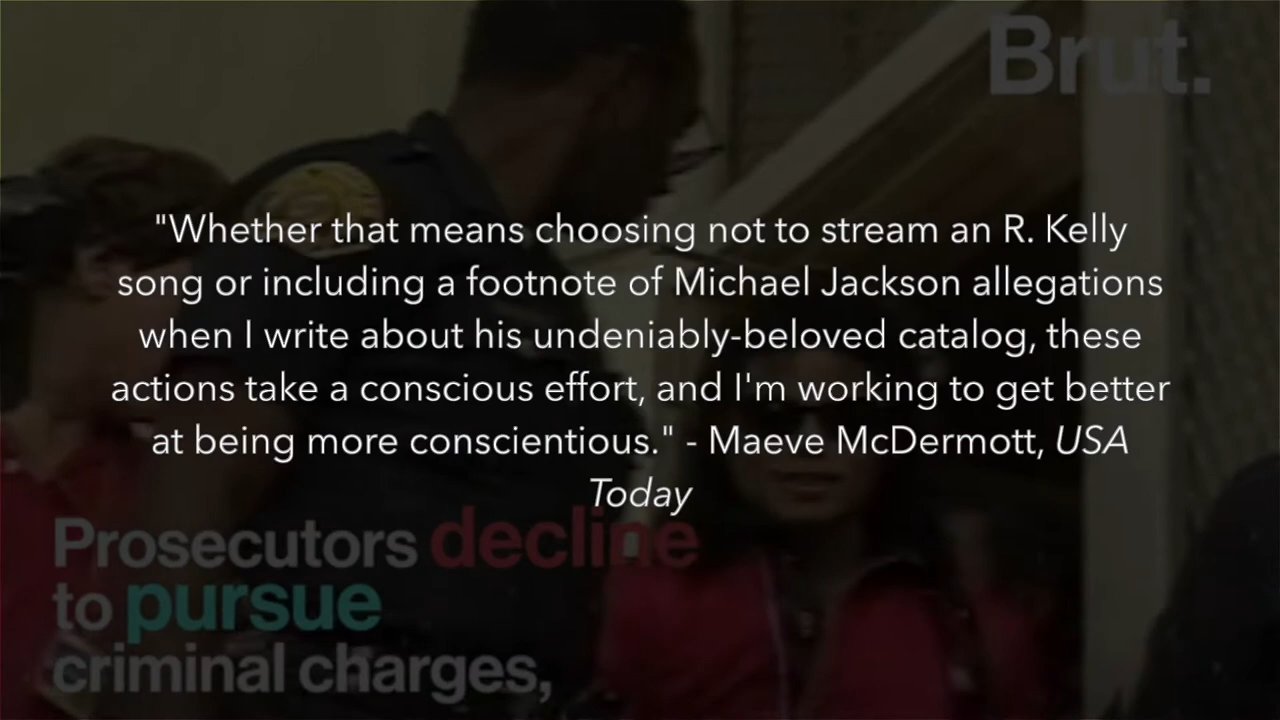 Brut.
"Whether that means choosing not to stream an R. Kelly
song or including a footnote of Michael Jackson allegations
when I write about his undeniably-beloved catalog, these
actions take a conscious effort, and I'm working to get better
at being more conscientious." - Maeve McDermott, USA
Today
Prosecutors decline
to pursue
criminal charges,